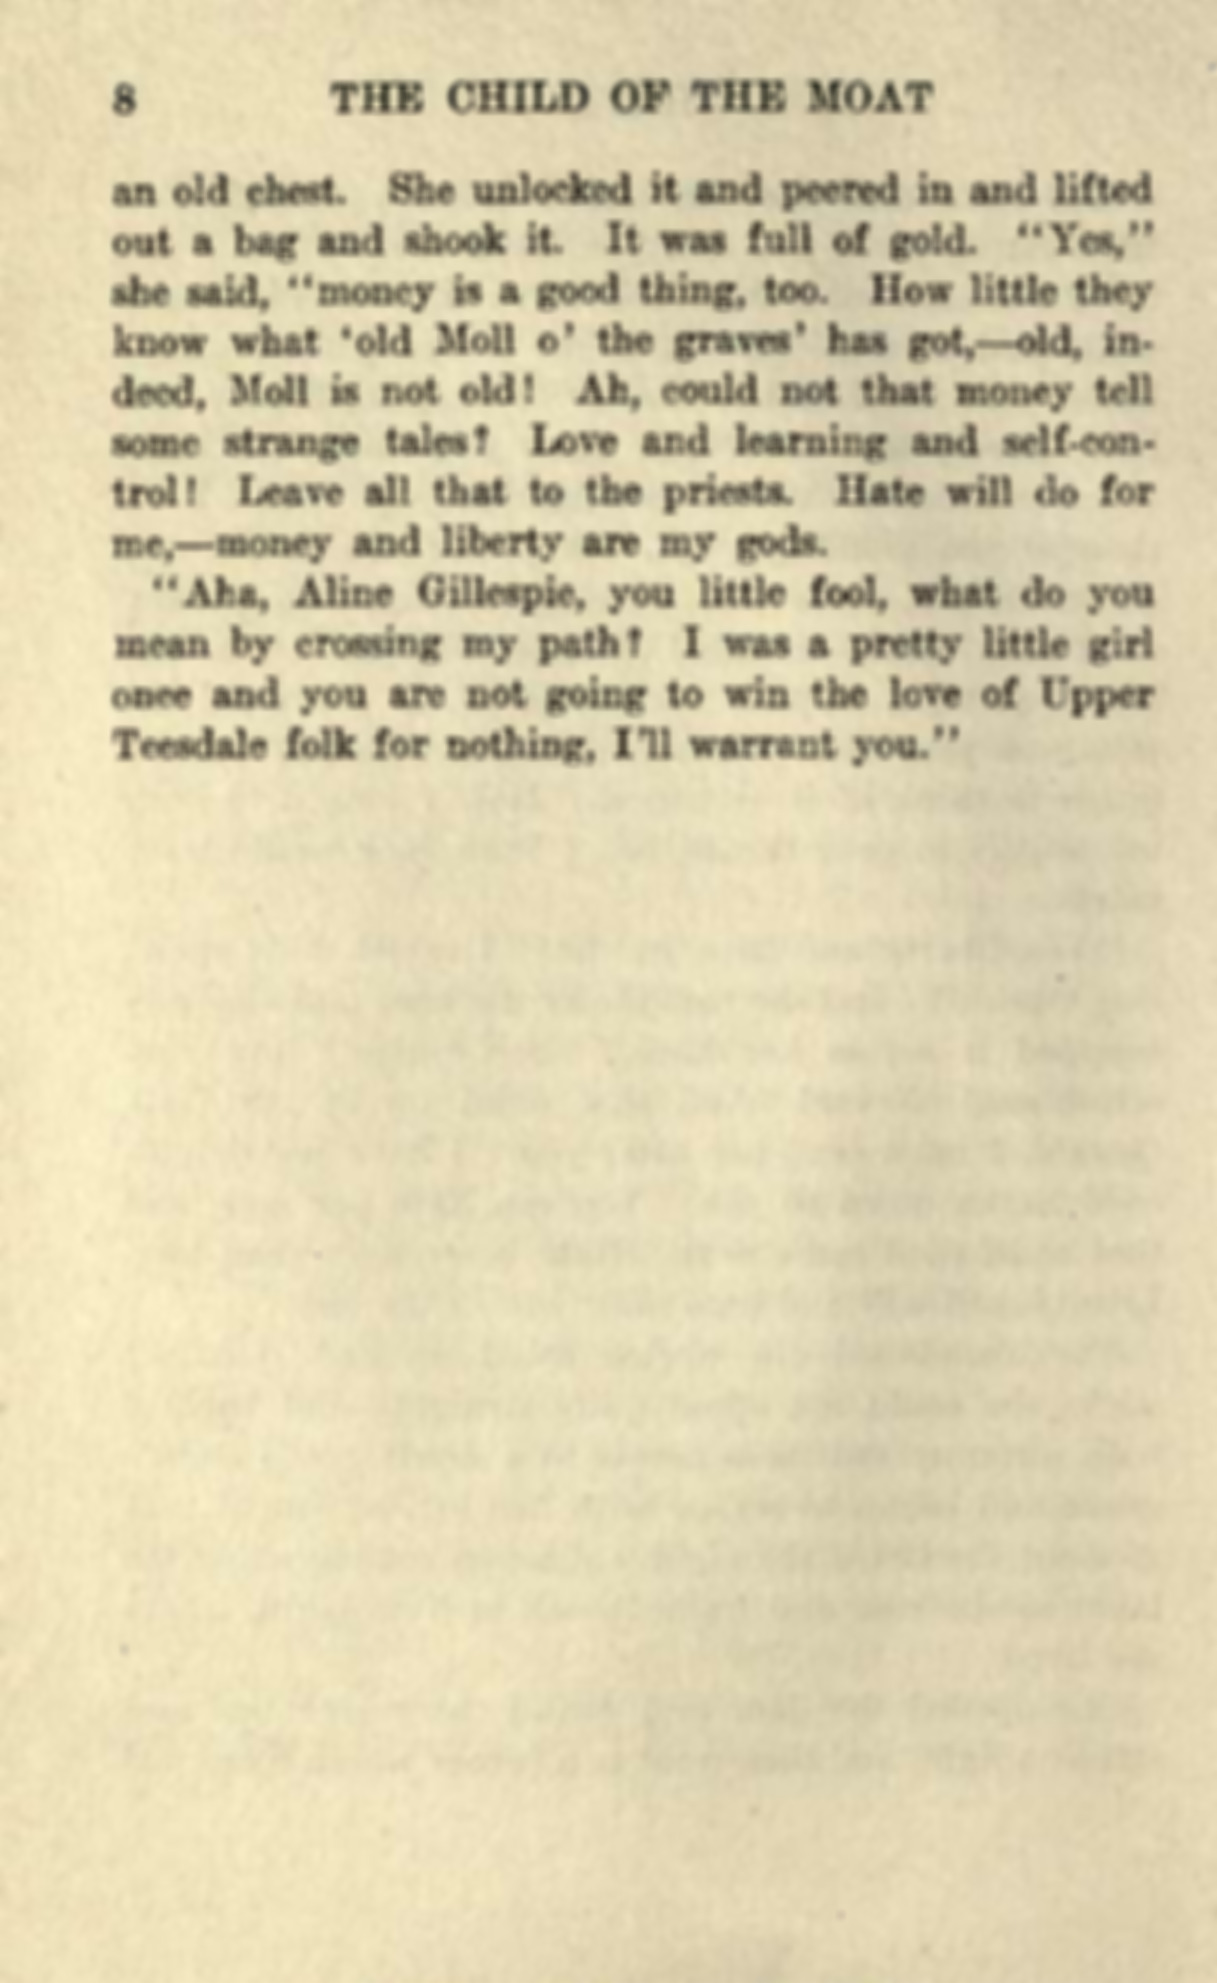 8 THE CHILD OF THE MOAT
an old chest. She unlocked it and peered in and lifted
out a bag and shook it. It was full of gold. “Yes,”
she said, “money is a good thing, too. How little they
know what ‘old Moll o’ the graves’ has got,—old, in-
deed, Moll is not old! Ah, could not that money tell
some strange tales? Love and learning and self-con-
trol! Leave all that to the priests. Hate will do for
me,—money and liberty are my gods.
“Aha, Aline Gillespie, you little fool, what do you
mean by crossing my path? I was a pretty little girl
once and you are not going to win the love of Upper
Teesdale folk for nothing, I’ll warrant you.”